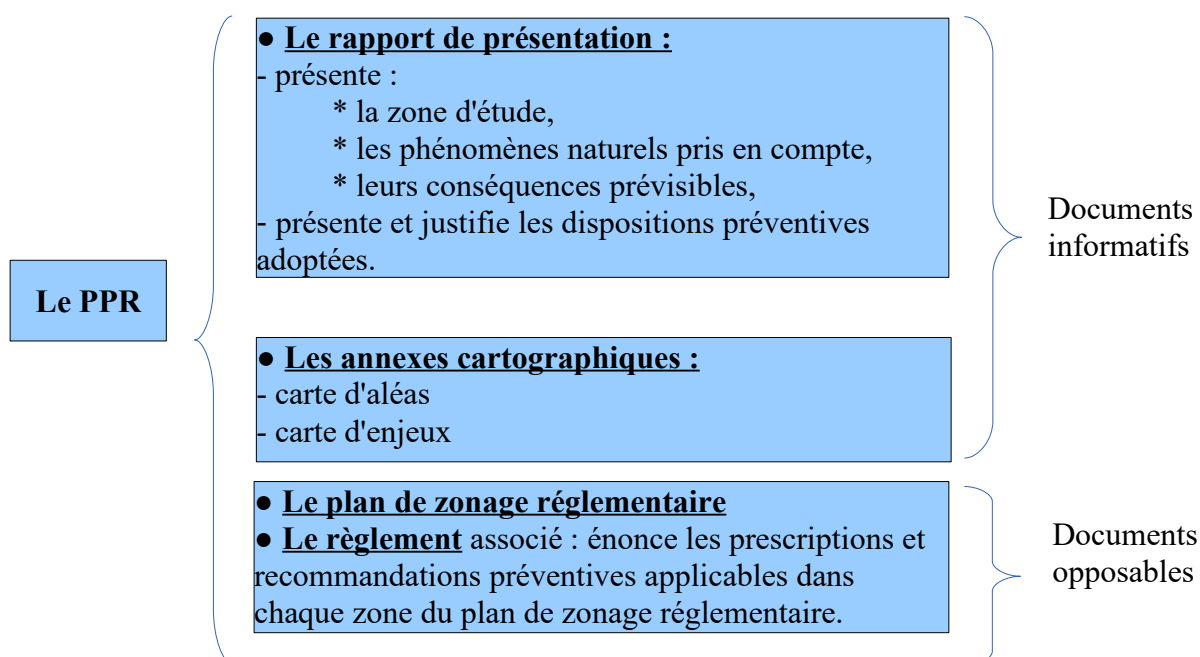 ● Le rapport de présentation :
- présente :
* la zone d'étude,
* les phénomènes naturels pris en compte,
* leurs conséquences prévisibles,
- présente et justifie les dispositions préventives
adoptées.
Documents
informatifs
Le PPR
● Les annexes cartographiques :
- carte d'aléas
- carte d'enjeux
● Le plan de zonage réglementaire
● Le règlement associé : énonce les prescriptions et
recommandations préventives applicables dans
chaque zone du plan de zonage réglementaire.
Documents
opposables